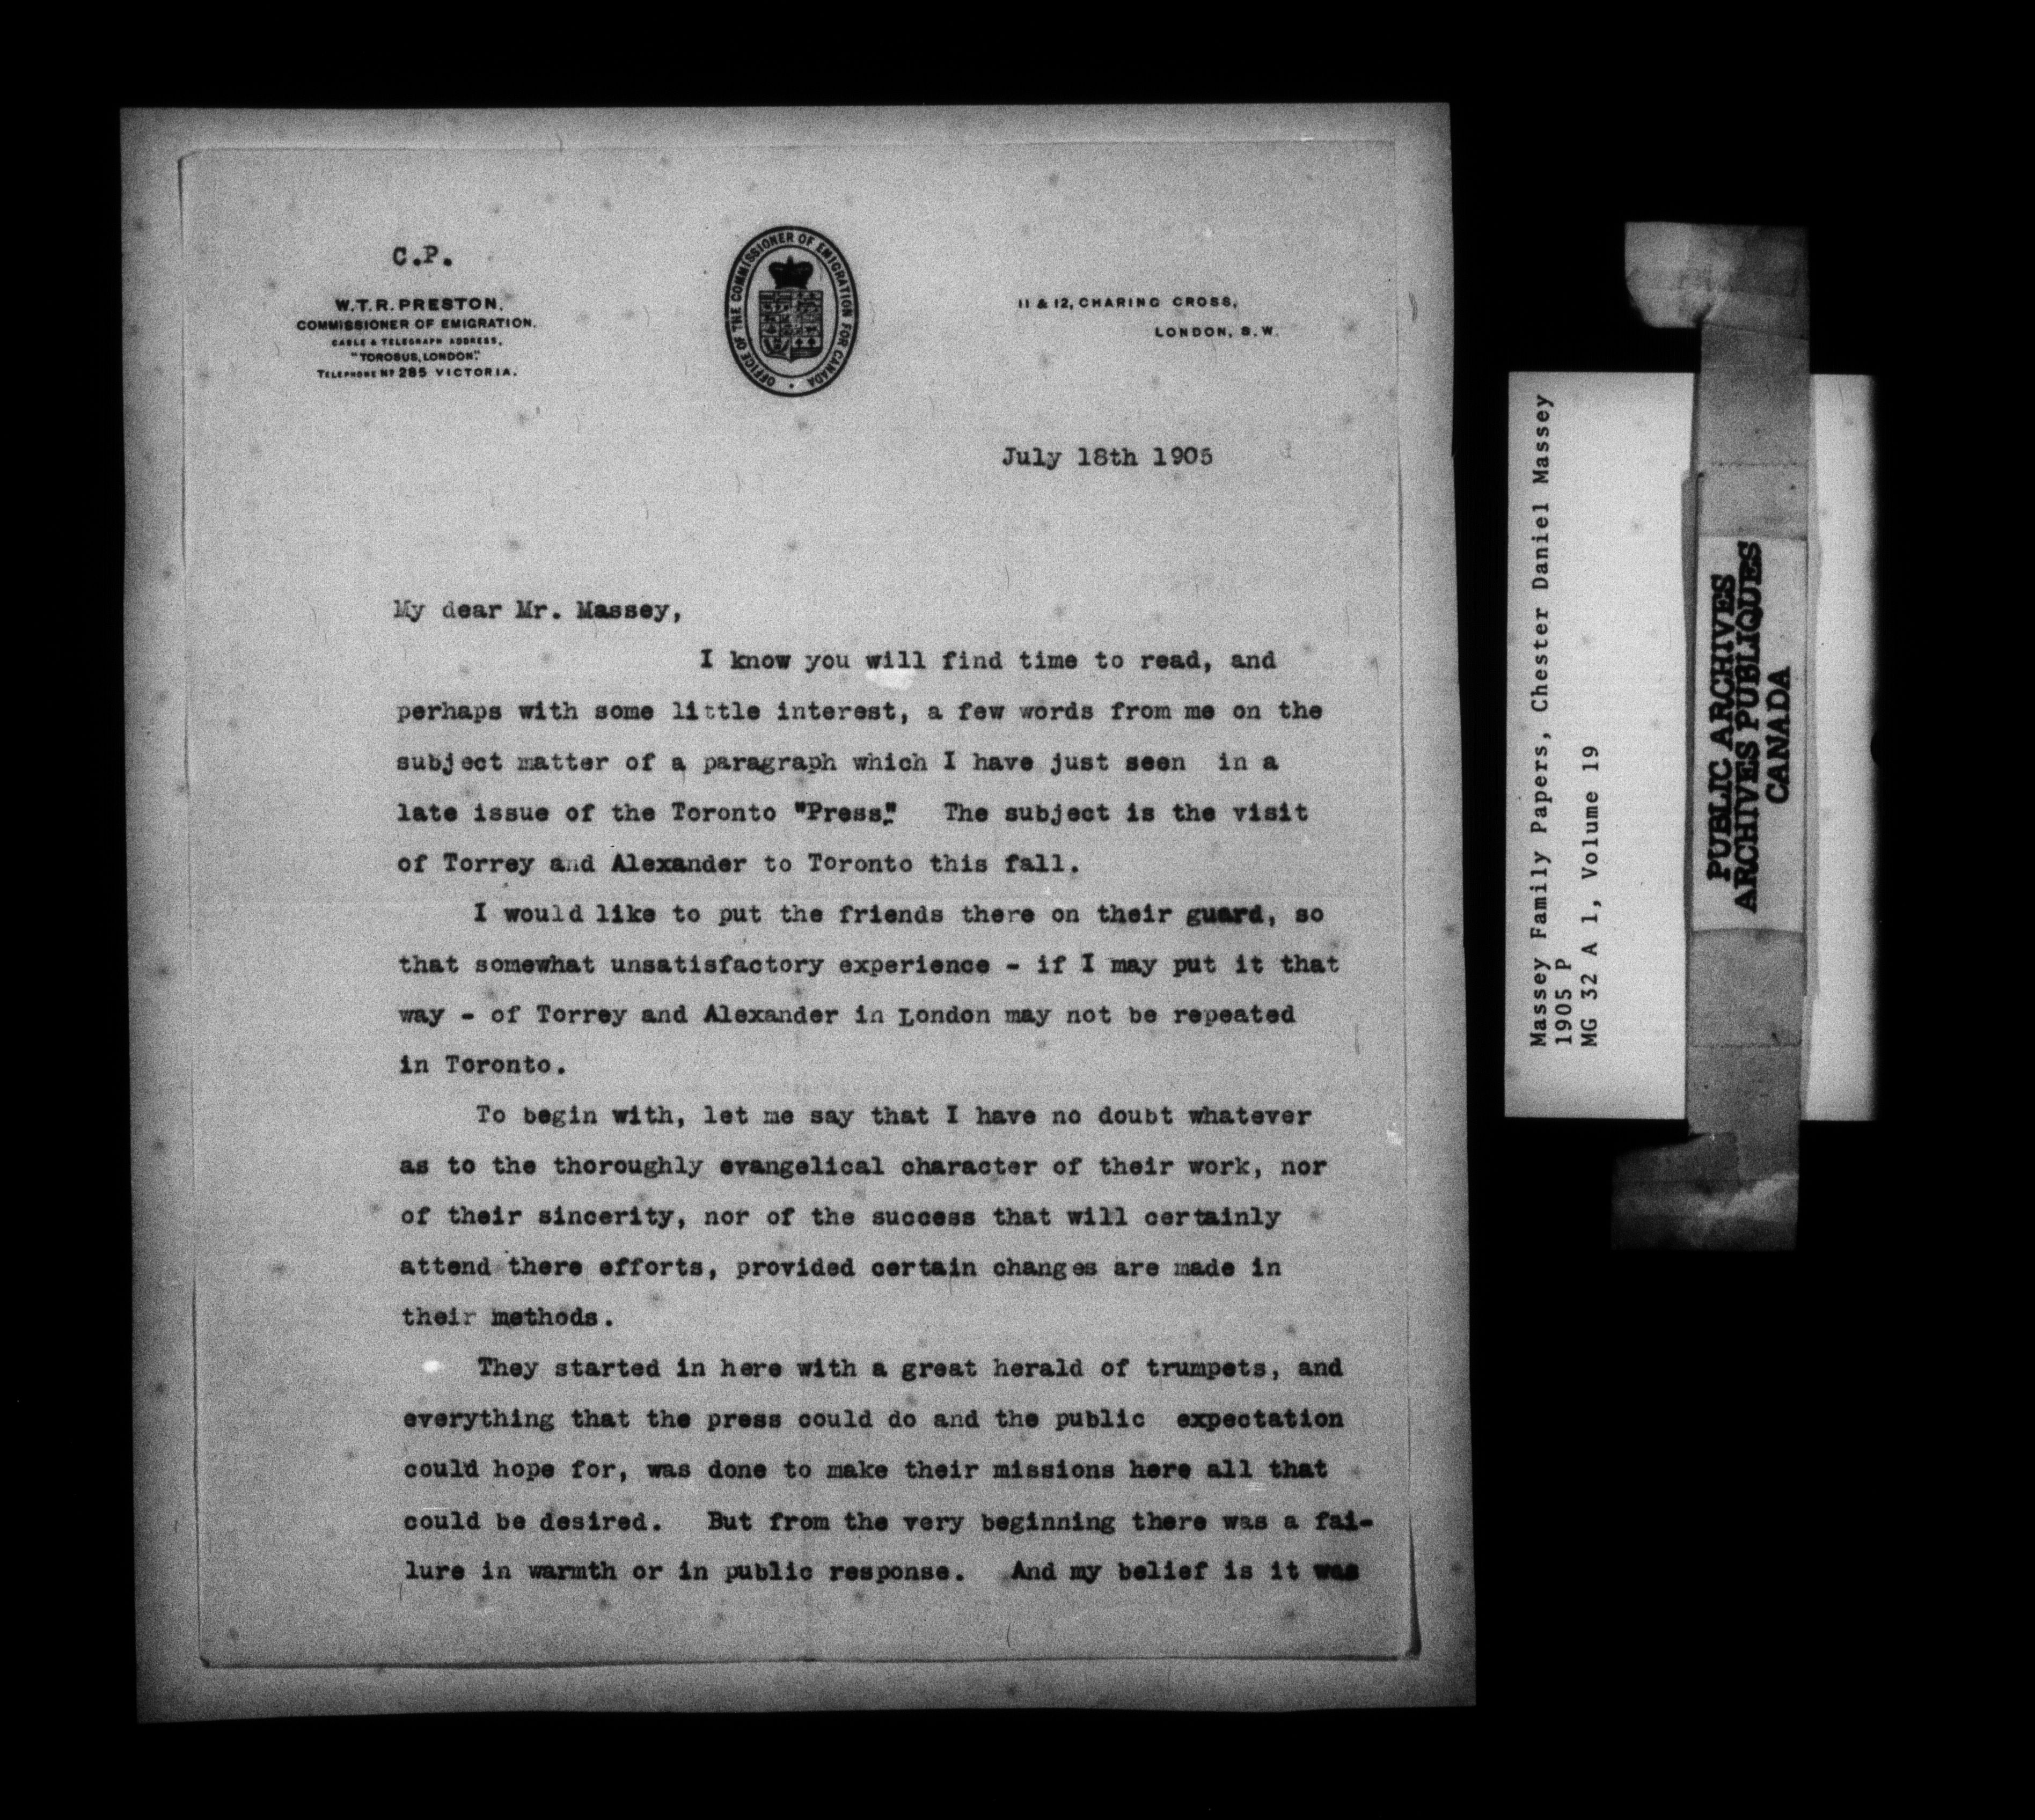 C.P.
W.T.R. PRESTON.
COMMISSIONER OF EMIGRATION.
CABLE & TELEGRAPH ADDRESS,
"TOROSUS, LONDON".
TELEPHONE Nº 285 VICTORIA.
OFFICE OF THE COMMISSIONER OF EMIGRATION FOR CANADA
11 & 12, CHARING CROSS,
LONDON, S.W.
July 18th 1905
My dear Mr. Massey,
I know you will find time to read, and
perhaps with some little interest, a few words from me on the
subject matter of a paragraph which I have just seen in a
late issue of the Toronto "Press." The subject is the visit
of Torrey and Alexander to Toronto this fall.
I would like to put the friends there on their guard, so
that somewhat unsatisfactory experience - if I may put it that
way - of Torrey and Alexander in London may not be repeated
in Toronto.
To begin with, let me say that I have no doubt whatever
as to the thoroughly evangelical character of their work, nor
of their sincerity, nor of the success that will certainly
attend there efforts, provided certain changes are made in
their methods.
They started in here with a great herald of trumpets, and
everything that the press could do and the public expectation
could hope for, was done to make their missions here all that
could be desired. But from the very beginning there was a fai-
lure in warmth or in public response. And my belief is it was
Massey Family Papers, Chester Daniel Massey
1905 P
MG 32 A 1, Volume 19
PUBLIC ARCHIVES
ARCHIVES PUBLIQUES
CANADA